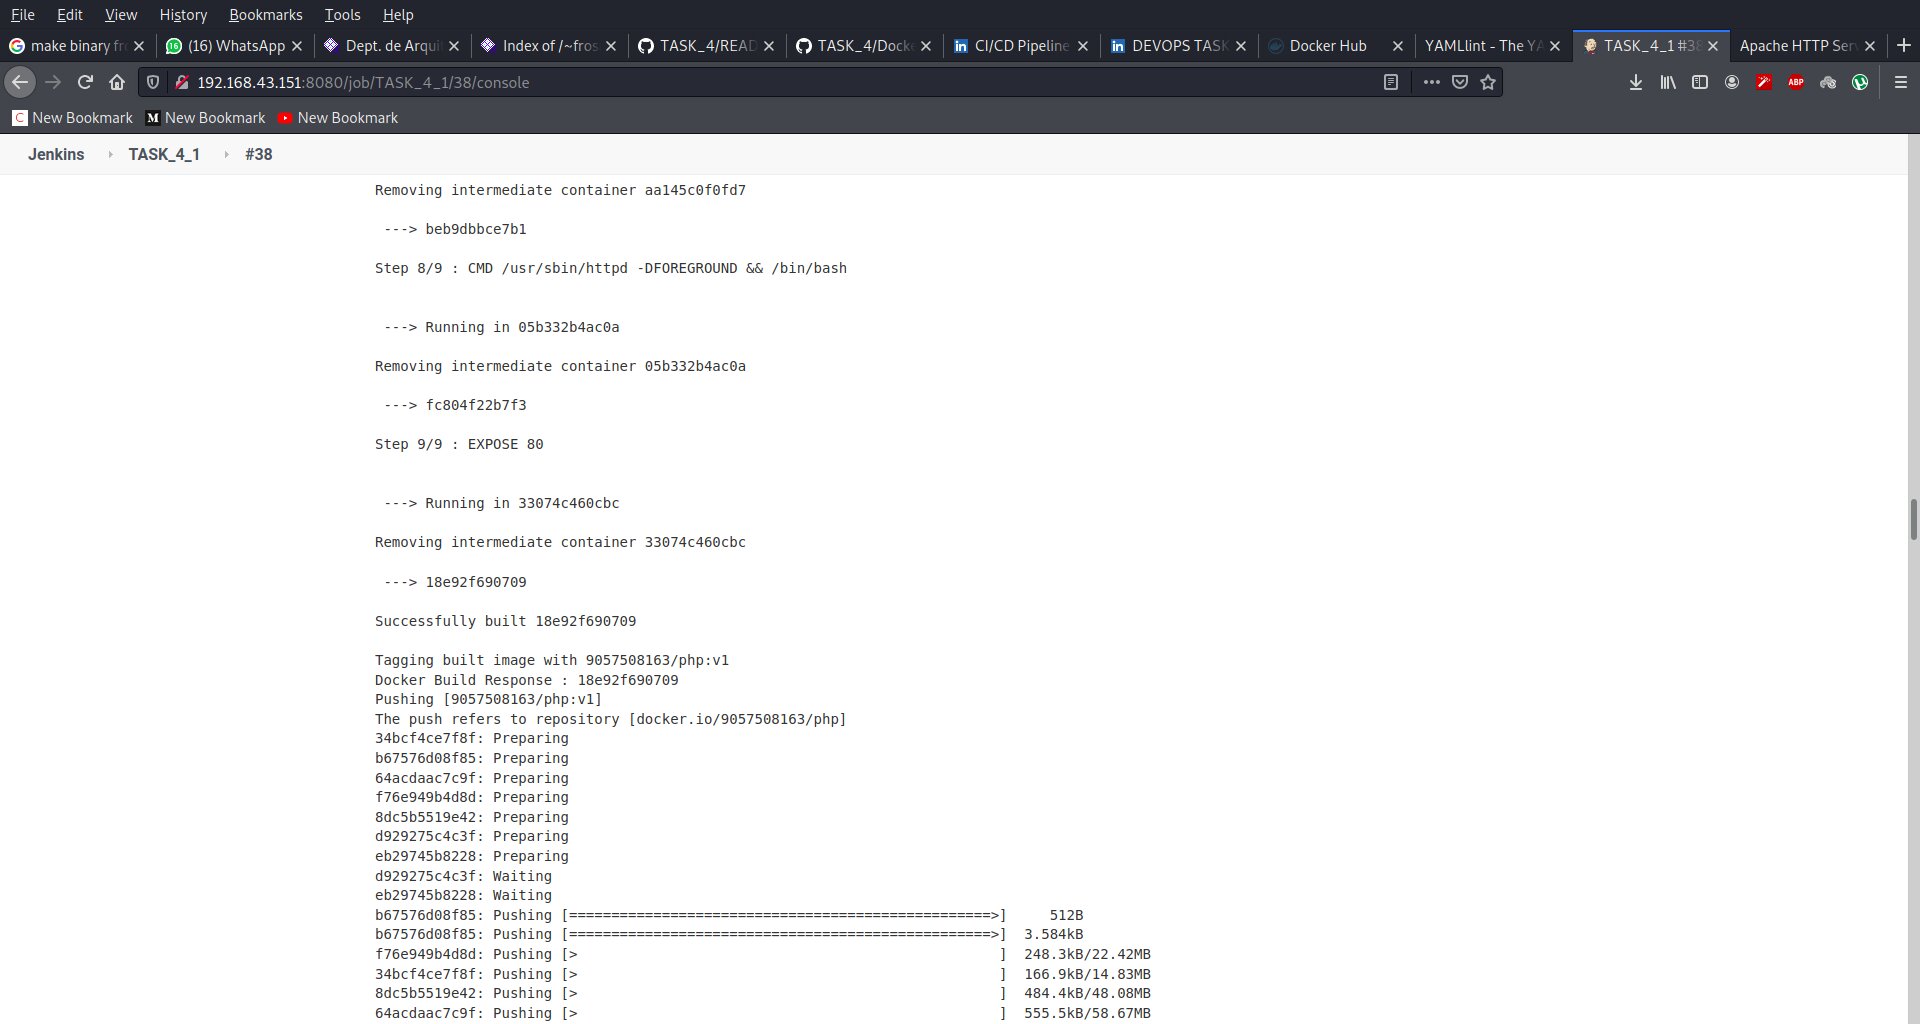 File Edit View History Bookmarks Tools Help
make binary fr (16) WhatsApp Dept. de Arqui Index of /~fros TASK_4/READ TASK_4/Docke CI/CD Pipeline DEVOPS TASK Docker Hub YAMLlint - The YA TASK_4_1 #38 Apache HTTP Serv
192.168.43.151:8080/job/TASK_4_1/38/console ABP
New Bookmark New Bookmark New Bookmark
Jenkins TASK_4_1 #38
Removing intermediate container aa145c0f0fd7
---> beb9dbbce7b1
Step 8/9 : CMD /usr/sbin/httpd -DFOREGROUND && /bin/bash
---> Running in 05b332b4ac0a
Removing intermediate container 05b332b4ac0a
---> fc804f22b7f3
Step 9/9 : EXPOSE 80
---> Running in 33074c460cbc
Removing intermediate container 33074c460cbc
---> 18e92f690709
Successfully built 18e92f690709
Tagging built image with 9057508163/php:v1
Docker Build Response : 18e92f690709
Pushing [9057508163/php:v1]
The push refers to repository [docker.io/9057508163/php]
34bcf4ce7f8f: Preparing
b67576d08f85: Preparing
64acdaac7c9f: Preparing
f76e949b4d8d: Preparing
8dc5b5519e42: Preparing
d929275c4c3f: Preparing
eb29745b8228: Preparing
d929275c4c3f: Waiting
eb29745b8228: Waiting
b67576d08f85: Pushing [==================================================>]     512B
b67576d08f85: Pushing [==================================================>]  3.584kB
f76e949b4d8d: Pushing [>                                                  ]  248.3kB/22.42MB
34bcf4ce7f8f: Pushing [>                                                  ]  166.9kB/14.83MB
8dc5b5519e42: Pushing [>                                                  ]  484.4kB/48.08MB
64acdaac7c9f: Pushing [>                                                  ]  555.5kB/58.67MB